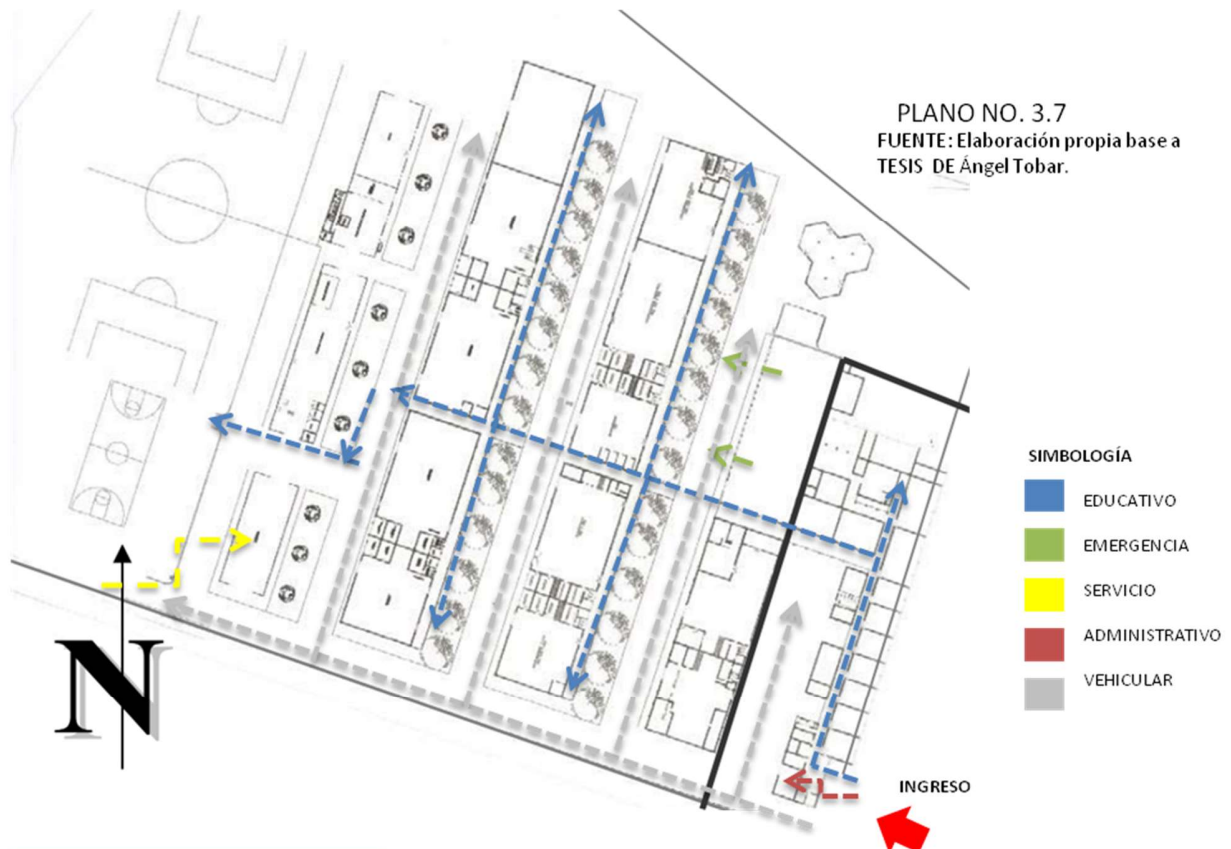 PLANO NO. 3.7
FUENTE: Elaboración propia base a
TESIS DE Ángel Tobar.
SIMBOLOGÍA
EDUCATIVO
EMERGENCIA
SERVICIO
ADMINISTRATIVO
VEHICULAR
N
INGRESO